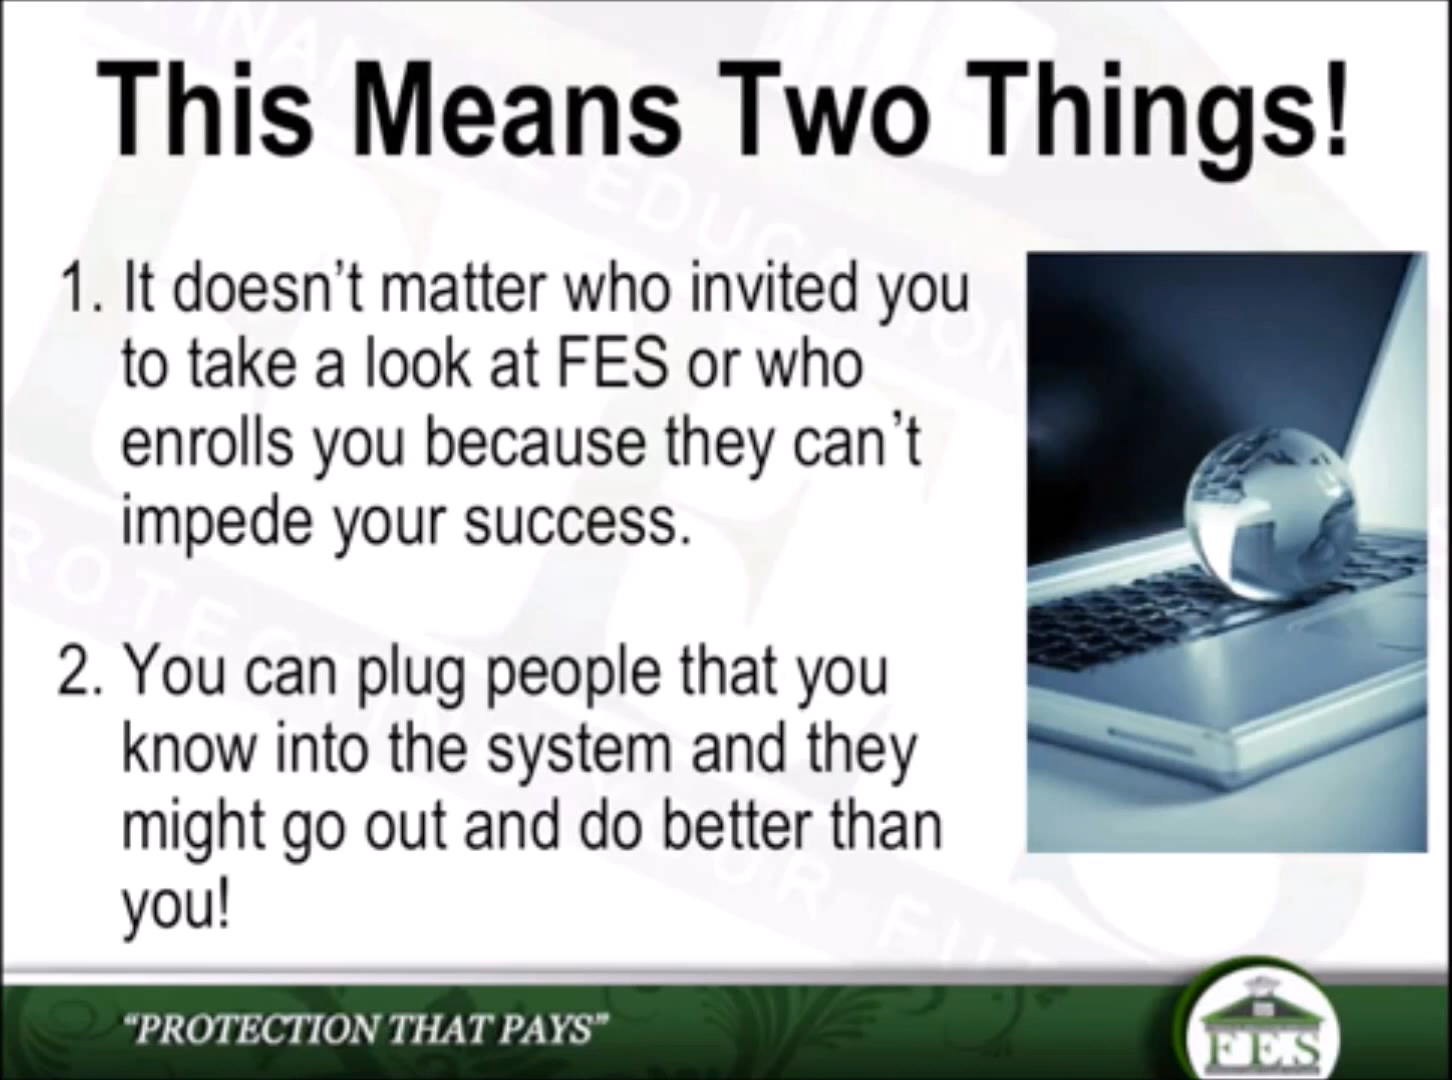 This Means Two Things!
1. It doesn’t matter who invited you
to take a look at FES or who
enrolls you because they can’t
impede your success.
2. You can plug people that you
know into the system and they
might go out and do better than
you!
“PROTECTION THAT PAYS”
FES